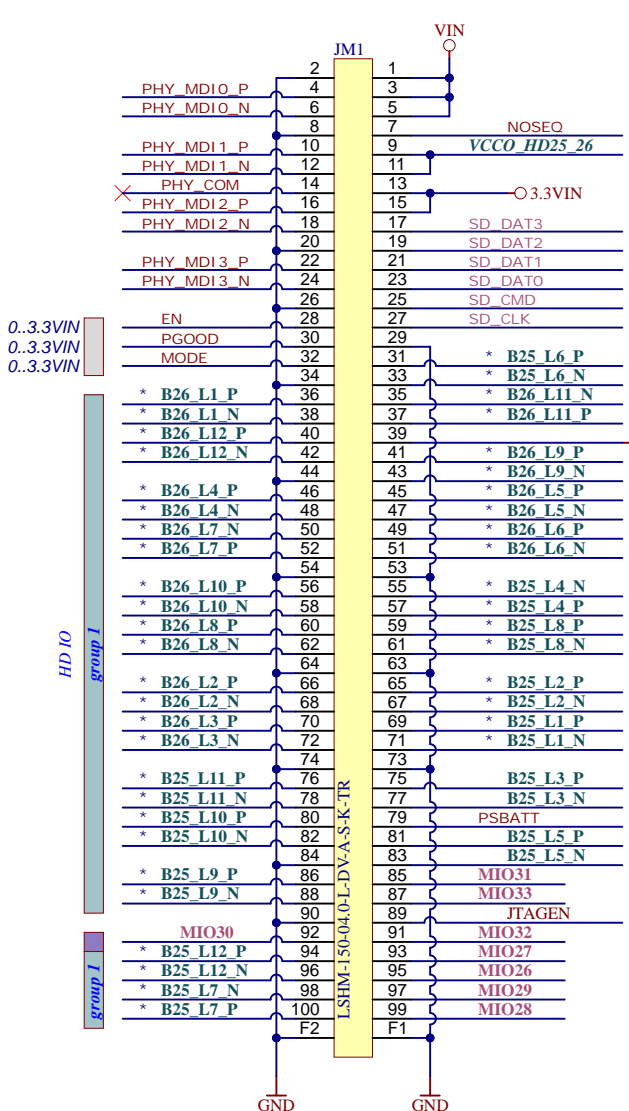 VIN
JM1
2 1
PHY_MDI0_P 4 3
PHY_MDI0_N 6 5
8 7 NOSEQ
PHY_MDI1_P 10 9 VCCO_HD25_26
PHY_MDI1_N 12 11
PHY_COM 14 13 3.3VIN
PHY_MDI2_P 16 15
PHY_MDI2_N 18 17 SD_DAT3
20 19 SD_DAT2
PHY_MDI3_P 22 21 SD_DAT1
PHY_MDI3_N 24 23 SD_DAT0
26 25 SD_CMD
0..3.3VIN EN 28 27 SD_CLK
0..3.3VIN PGOOD 30 29
0..3.3VIN MODE 32 31 * B25_L6_P
34 33 * B25_L6_N
* B26_L1_P 36 35 * B26_L11_N
* B26_L1_N 38 37 * B26_L11_P
* B26_L12_P 40 39
* B26_L12_N 42 41 * B26_L9_P
44 43 * B26_L9_N
* B26_L4_P 46 45 * B26_L5_P
* B26_L4_N 48 47 * B26_L5_N
* B26_L7_N 50 49 * B26_L6_P
* B26_L7_P 52 51 * B26_L6_N
54 53
* B26_L10_P 56 55 * B25_L4_N
* B26_L10_N 58 57 * B25_L4_P
* B26_L8_P 60 59 * B25_L8_P
* B26_L8_N 62 61 * B25_L8_N
64 63
* B26_L2_P 66 65 * B25_L2_P
* B26_L2_N 68 67 * B25_L2_N
* B26_L3_P 70 69 * B25_L1_P
* B26_L3_N 72 71 * B25_L1_N
74 73
* B25_L11_P 76 75 B25_L3_P
* B25_L11_N 78 77 B25_L3_N
* B25_L10_P 80 79 PSBATT
* B25_L10_N 82 81 B25_L5_P
84 83 B25_L5_N
* B25_L9_P 86 85 MIO31
* B25_L9_N 88 87 MIO33
90 89 JTAGEN
MIO30 92 91 MIO32
* B25_L12_P 94 93 MIO27
* B25_L12_N 96 95 MIO26
* B25_L7_N 98 97 MIO29
* B25_L7_P 100 99 MIO28
F2 F1
HD IO
group 1
group 1
LSHM-150-04.0-L-DV-A-S-K-TR
GND GND